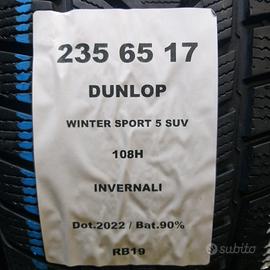 235 65 17
DUNLOP
WINTER SPORT 5 SUV
108H
INVERNALI
Dot.2022 / Bat.90%
RB19
subito